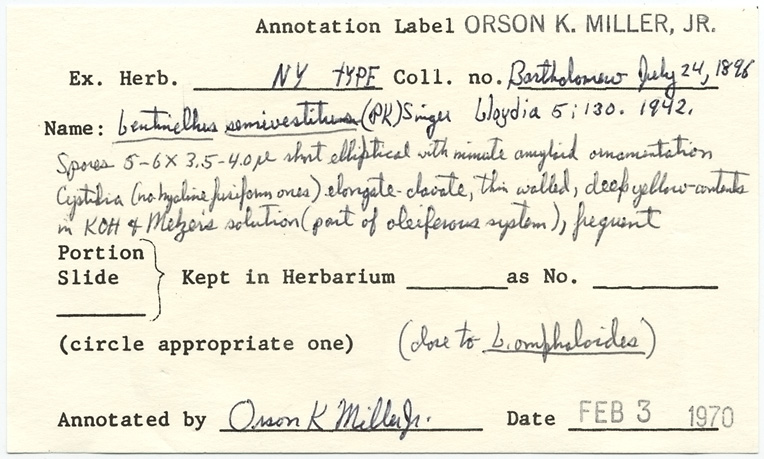 Annotation Label ORSON K. MILLER, JR.
Ex. Herb. NY TYPE Coll. no. Bartholomew July 24, 1896
Name: Lentinellus semivestitus (PK) Singer Lloydia 5: 130. 1942.
Spores 5-6 X 3.5-4.0 µ short elliptical with minute amyloid ornamentation
Cystidia (no hyaline fusiform ones) elongate-clavate, thin walled, deep yellow-contents
in KOH & Melzer's solution (part of oleiferous system), frequent
Portion
Slide } Kept in Herbarium ______ as No. ______
(circle appropriate one) (close to L. omphaloides)
Annotated by Orson K Miller Jr. Date FEB 3 1970